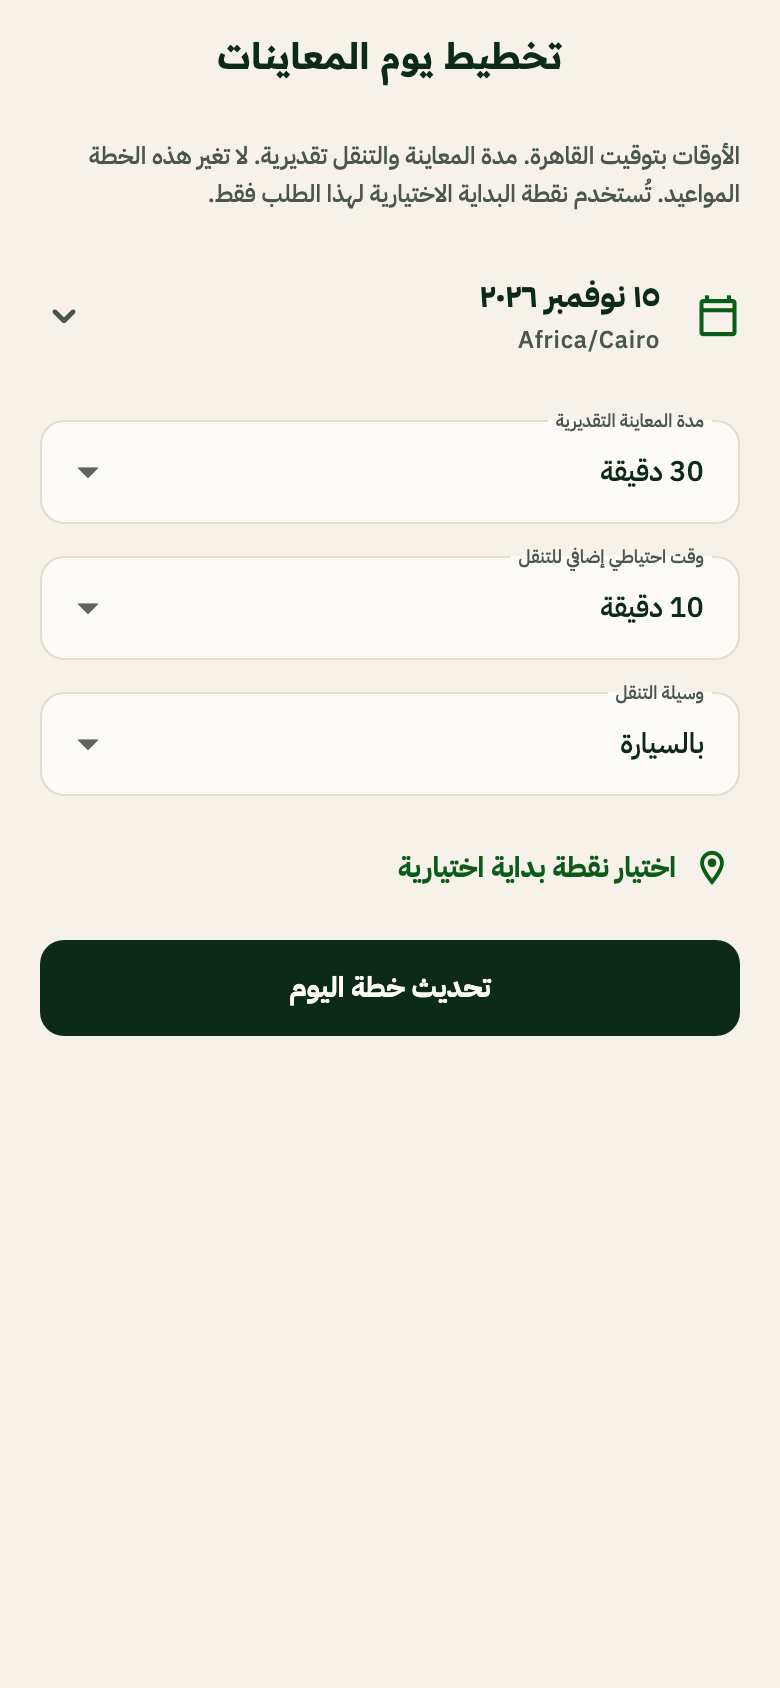 تخطيط يوم المعاينات
الأوقات بتوقيت القاهرة. مدة المعاينة والتنقل تقديرية. لا تغير هذه الخطة
المواعيد. تُستخدم نقطة البداية الاختيارية لهذا الطلب فقط.
١٥ نوفمبر ٢٠٢٦
Africa/Cairo
مدة المعاينة التقديرية
30 دقيقة
وقت احتياطي إضافي للتنقل
10 دقيقة
وسيلة التنقل
بالسيارة
اختيار نقطة بداية اختيارية
تحديث خطة اليوم